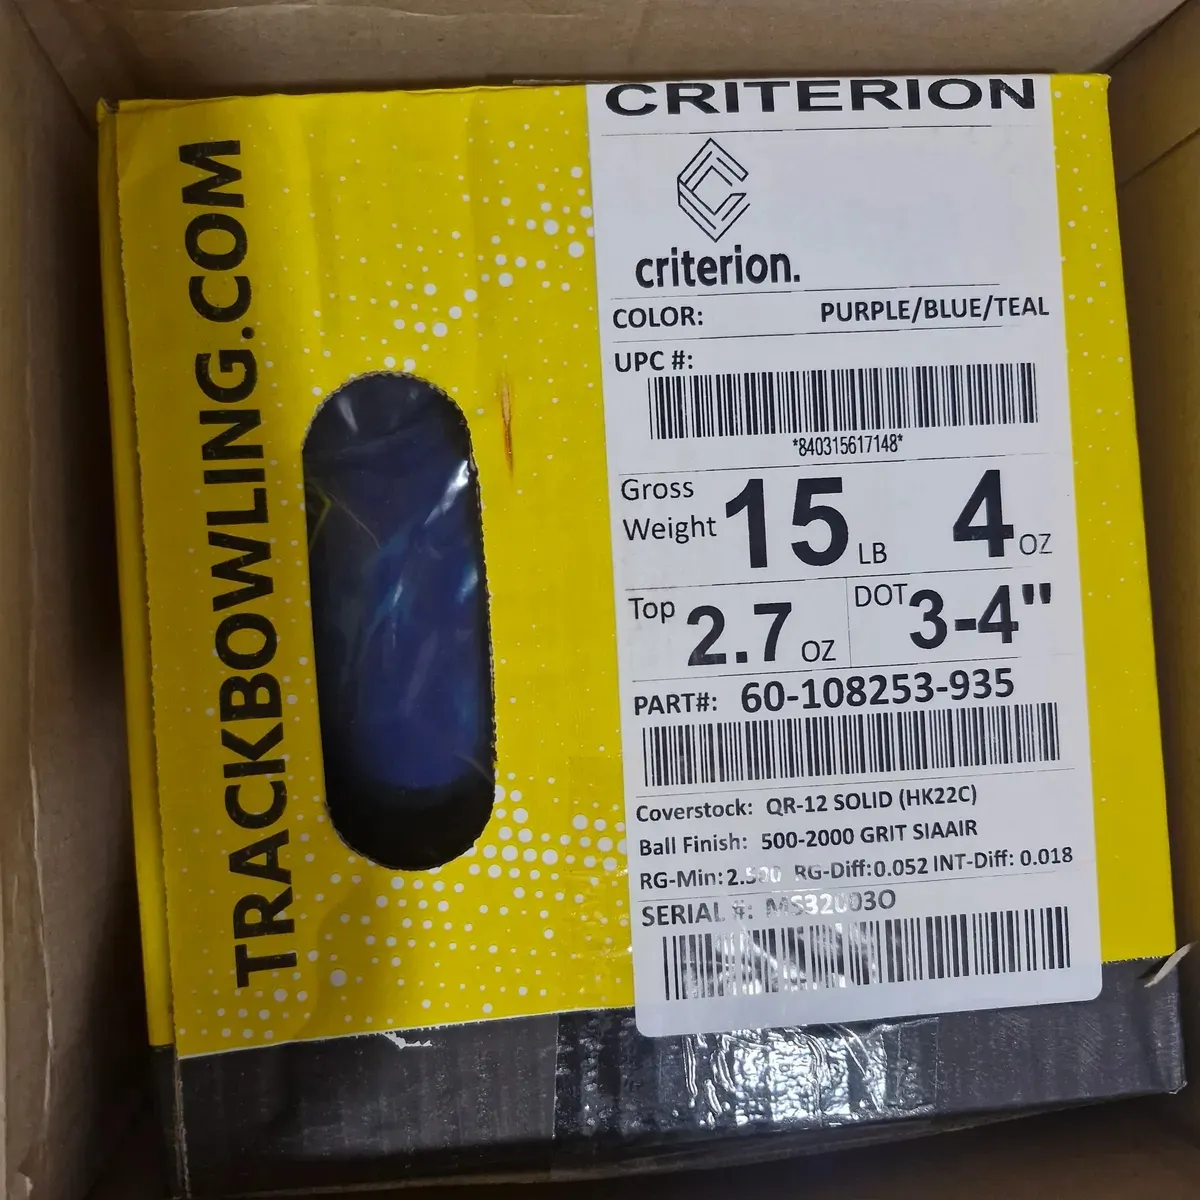 TRACKBOWLING.COM
CRITERION
criterion.
COLOR: PURPLE/BLUE/TEAL
UPC #:
*840315617148*
Gross Weight 15 LB 4 OZ
Top 2.7 OZ DOT 3-4"
PART#: 60-108253-935
Coverstock: QR-12 SOLID (HK22C)
Ball Finish: 500-2000 GRIT SIAAIR
RG-Min: RG-Diff:0.052 INT-Diff: 0.018
SERIAL #: